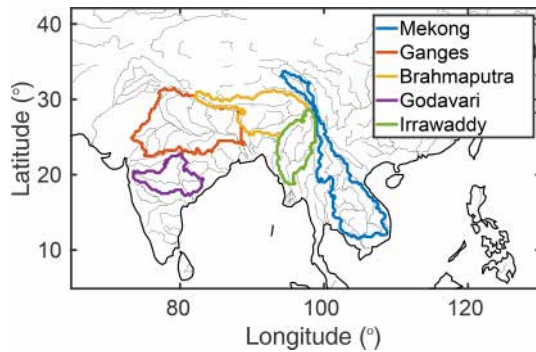 Mekong
Ganges
Brahmaputra
Godavari
Irrawaddy
40
30
20
10
Latitude (°)
80
100
120
Longitude (°)